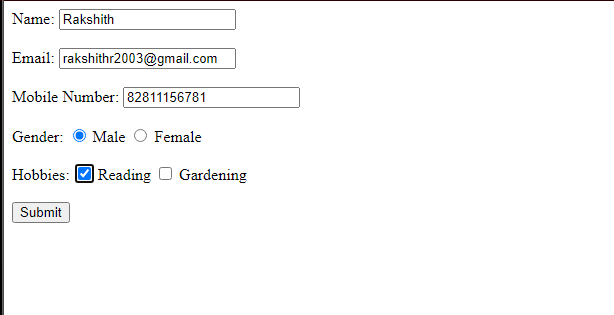 Name: Rakshith
Email: rakshithr2003@gmail.com
Mobile Number: 82811156781
Gender: Male Female
Hobbies: Reading Gardening
Submit